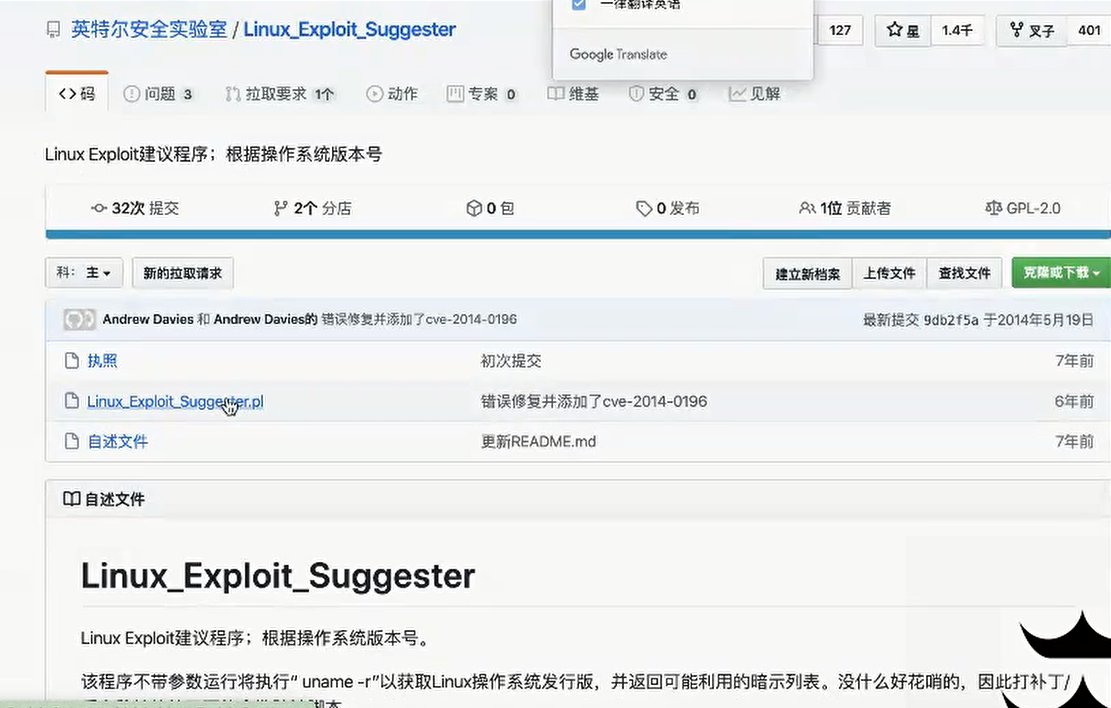 一律翻译英语
Google Translate
英特尔安全实验室 / Linux_Exploit_Suggester
127 星 1.4千 叉子 401
码 问题 3 拉取要求 1个 动作 专案 0 维基 安全 0 见解
Linux Exploit建议程序；根据操作系统版本号
32次 提交 2个 分店 0 包 0 发布 1位 贡献者 GPL-2.0
科： 主 新的拉取请求 建立新档案 上传文件 查找文件 克隆或下载
Andrew Davies 和 Andrew Davies的 错误修复并添加了cve-2014-0196 最新提交 9db2f5a 于2014年5月19日
执照 初次提交 7年前
Linux_Exploit_Suggester.pl 错误修复并添加了cve-2014-0196 6年前
自述文件 更新README.md 7年前
自述文件
Linux_Exploit_Suggester
Linux Exploit建议程序；根据操作系统版本号。
该程序不带参数运行将执行“ uname -r”以获取Linux操作系统发行版，并返回可能利用的暗示列表。没什么好花哨的，因此打补丁/